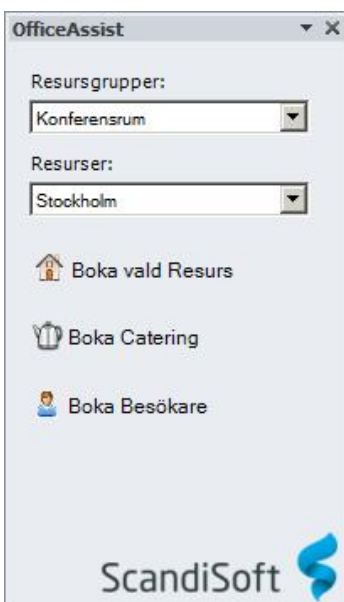 OfficeAssist
Resursgrupper:
Konferensrum
Resurser:
Stockholm
Boka vald Resurs
Boka Catering
Boka Besökare
ScandiSoft